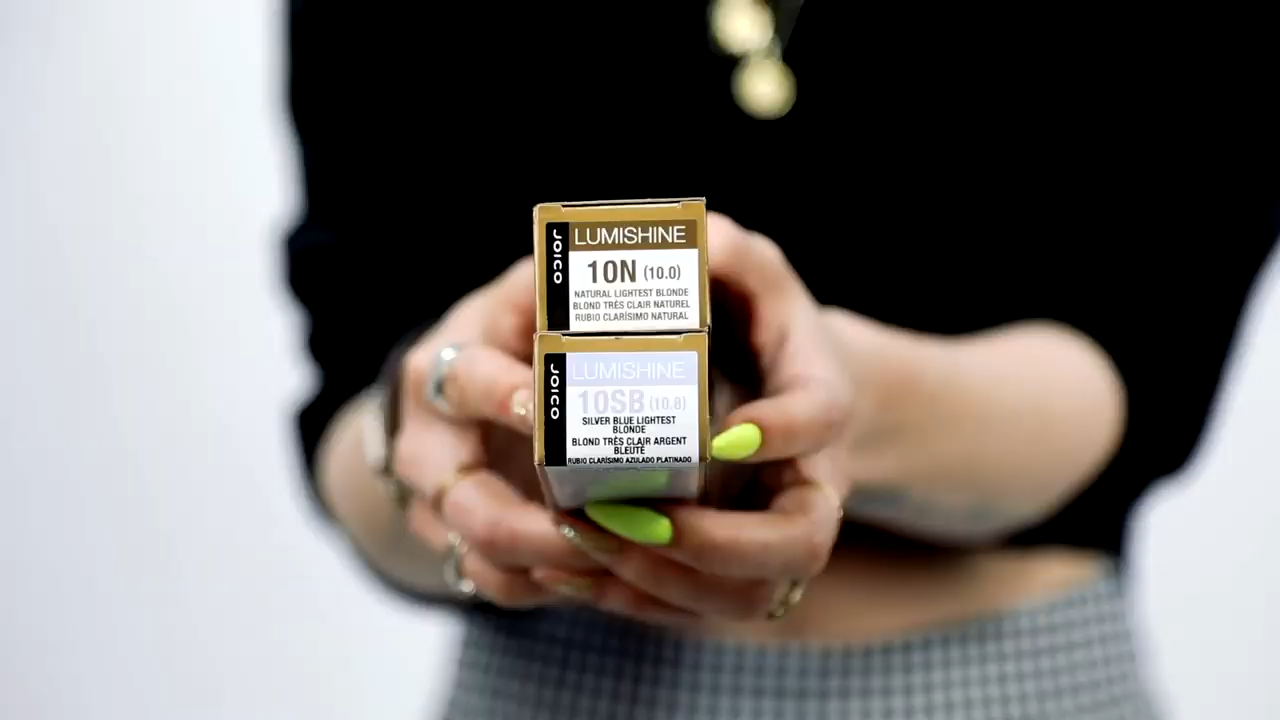 JOICO
LUMISHINE
10N (10.0)
NATURAL LIGHTEST BLONDE
BLOND TRÈS CLAIR NATUREL
RUBIO CLARÍSIMO NATURAL
JOICO
LUMISHINE
10SB (10.8)
SILVER BLUE LIGHTEST
BLONDE
BLOND TRÈS CLAIR ARGENT
BLEUTÉ
RUBIO CLARÍSIMO AZULADO PLATINADO